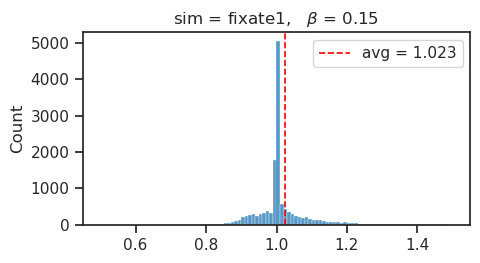 sim = fixate1,   β = 0.15
avg = 1.023
Count
5000
4000
3000
2000
1000
0
0.6 0.8 1.0 1.2 1.4